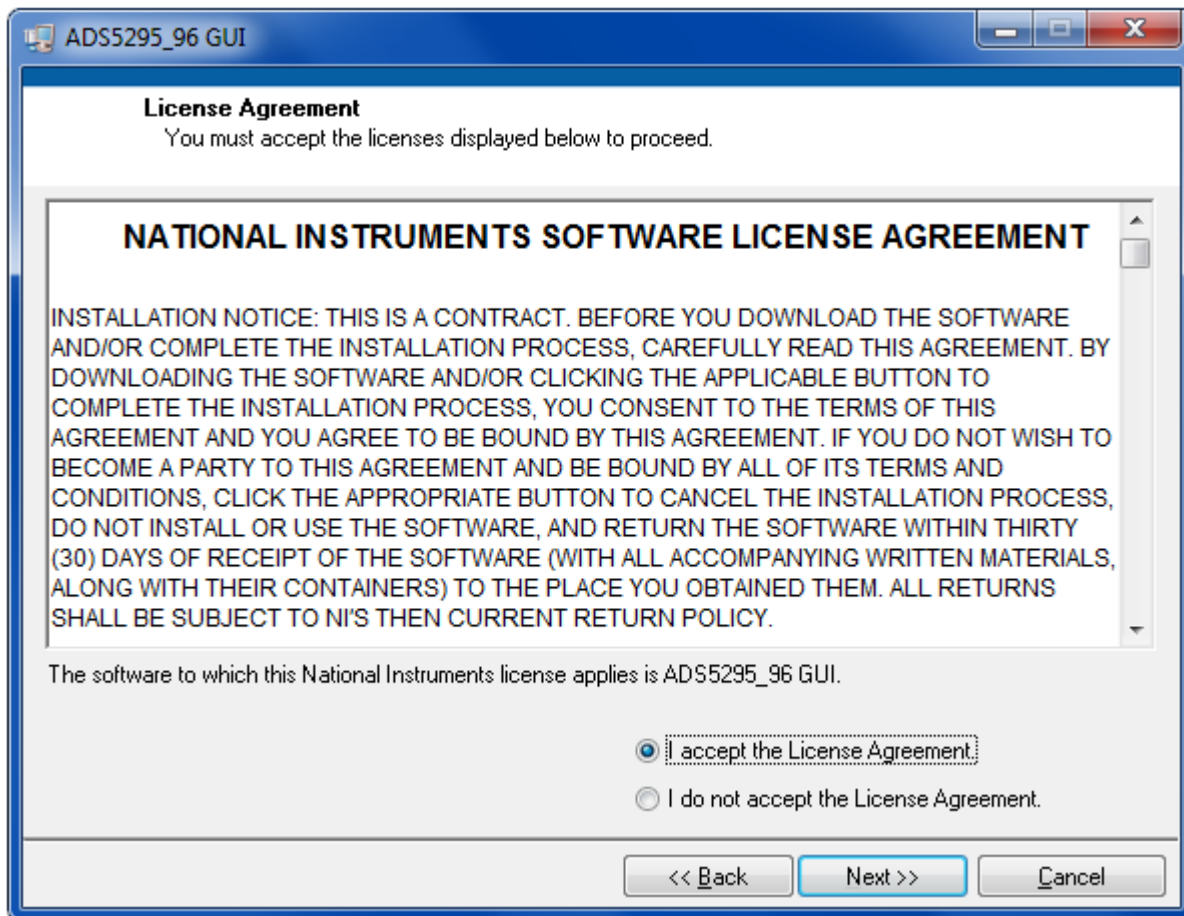 ADS5295_96 GUI
License Agreement
You must accept the licenses displayed below to proceed.
NATIONAL INSTRUMENTS SOFTWARE LICENSE AGREEMENT
INSTALLATION NOTICE: THIS IS A CONTRACT. BEFORE YOU DOWNLOAD THE SOFTWARE
AND/OR COMPLETE THE INSTALLATION PROCESS, CAREFULLY READ THIS AGREEMENT. BY
DOWNLOADING THE SOFTWARE AND/OR CLICKING THE APPLICABLE BUTTON TO
COMPLETE THE INSTALLATION PROCESS, YOU CONSENT TO THE TERMS OF THIS
AGREEMENT AND YOU AGREE TO BE BOUND BY THIS AGREEMENT. IF YOU DO NOT WISH TO
BECOME A PARTY TO THIS AGREEMENT AND BE BOUND BY ALL OF ITS TERMS AND
CONDITIONS, CLICK THE APPROPRIATE BUTTON TO CANCEL THE INSTALLATION PROCESS,
DO NOT INSTALL OR USE THE SOFTWARE, AND RETURN THE SOFTWARE WITHIN THIRTY
(30) DAYS OF RECEIPT OF THE SOFTWARE (WITH ALL ACCOMPANYING WRITTEN MATERIALS,
ALONG WITH THEIR CONTAINERS) TO THE PLACE YOU OBTAINED THEM. ALL RETURNS
SHALL BE SUBJECT TO NI'S THEN CURRENT RETURN POLICY.
The software to which this National Instruments license applies is ADS5295_96 GUI.
I accept the License Agreement.
I do not accept the License Agreement.
<< Back Next >> Cancel